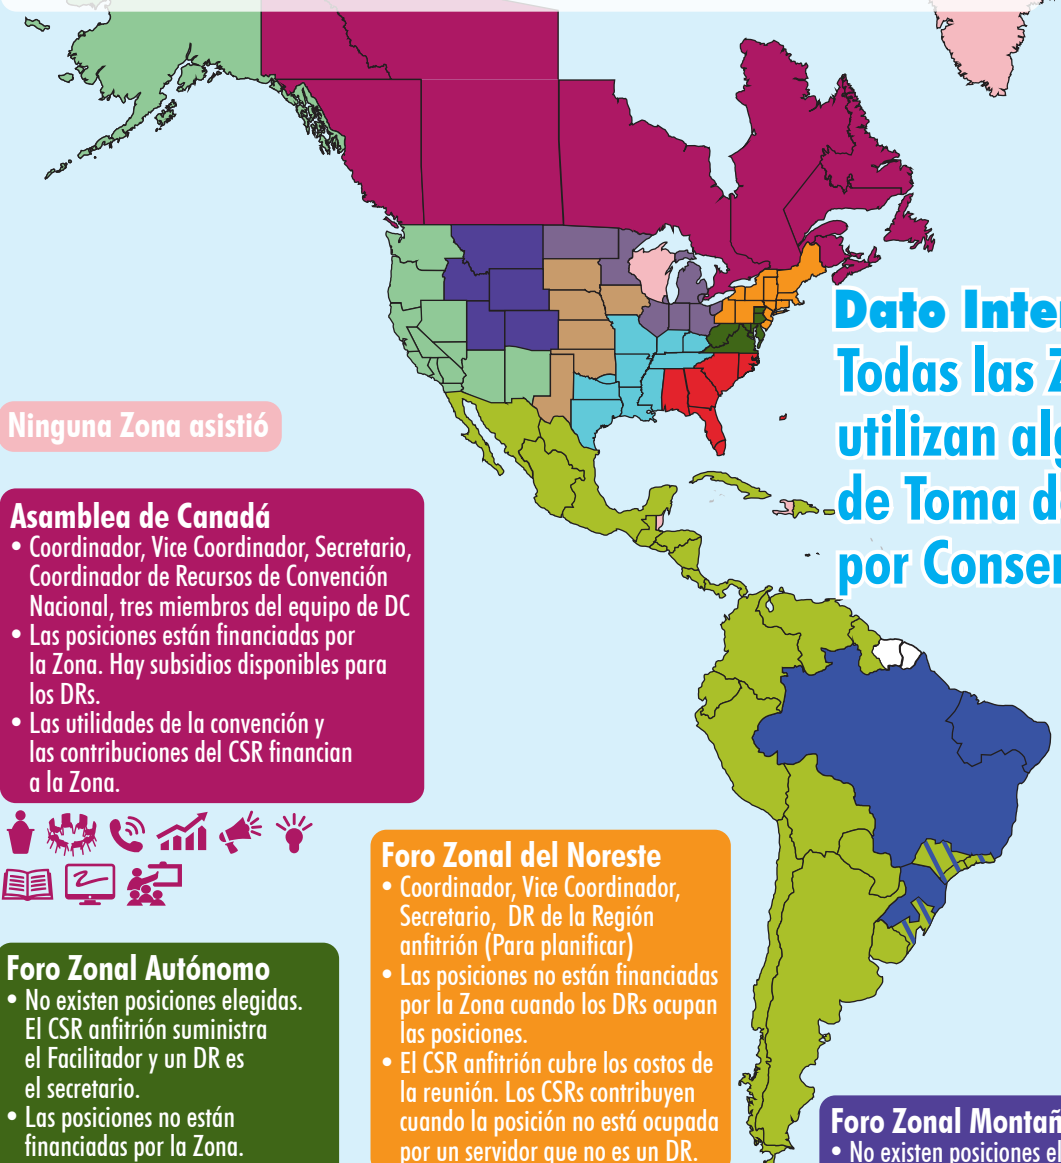 Dato Inte
Todas las Z
utilizan alg
de Toma d
por Conse
Ninguna Zona asistió
Asamblea de Canadá
• Coordinador, Vice Coordinador, Secretario,
Coordinador de Recursos de Convención
Nacional, tres miembros del equipo de DC
• Las posiciones están financiadas por
la Zona. Hay subsidios disponibles para
los DRs.
• Las utilidades de la convención y
las contribuciones del CSR financian
a la Zona.
Foro Zonal del Noreste
• Coordinador, Vice Coordinador,
Secretario, DR de la Región
anfitrión (Para planificar)
• Las posiciones no están financiadas
por la Zona cuando los DRs ocupan
las posiciones.
• El CSR anfitrión cubre los costos de
la reunión. Los CSRs contribuyen
cuando la posición no está ocupada
por un servidor que no es un DR.
Foro Zonal Autónomo
• No existen posiciones elegidas.
El CSR anfitrión suministra
el Facilitador y un DR es
el secretario.
• Las posiciones no están
financiadas por la Zona.
Foro Zonal Montañ
• No existen posiciones el